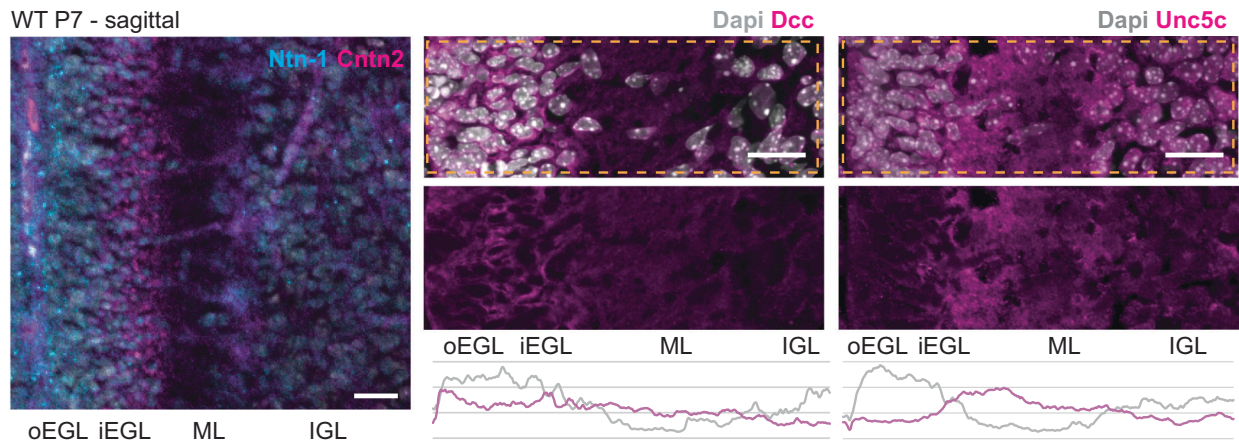 WT P7 - sagittal
Ntn-1 Cntn2
oEGL iEGL ML IGL
Dapi Dcc
oEGL iEGL ML IGL
Dapi Unc5c
oEGL iEGL ML IGL